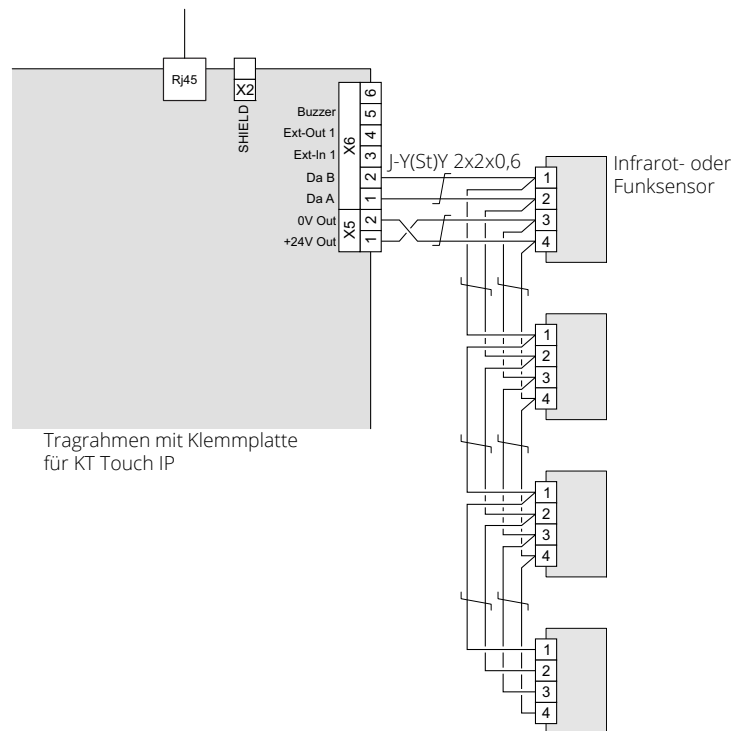 Rj45
X2
SHIELD
Buzzer
Ext-Out 1
Ext-In 1
Da B
Da A
0V Out
+24V Out
X6
X5
6
5
4
3
2
1
2
1
J-Y(St)Y 2x2x0,6
Infrarot- oder
Funksensor
1
2
3
4
1
2
3
4
Tragrahmen mit Klemmplatte
für KT Touch IP
1
2
3
4
1
2
3
4